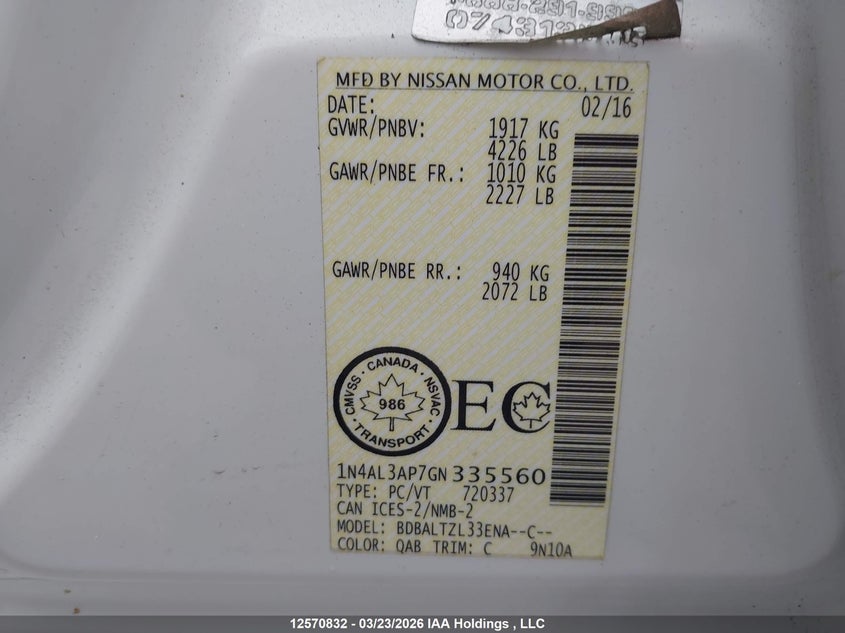 MFD BY NISSAN MOTOR CO., LTD.
DATE: 02/16
GVWR/PNBV: 1917 KG
4226 LB
GAWR/PNBE FR.: 1010 KG
2227 LB
GAWR/PNBE RR.: 940 KG
2072 LB
CANADA
CMVSS · NSVAC
986
TRANSPORT
EC
1N4AL3AP7GN335560
TYPE: PC/VT 720337
CAN ICES-2/NMB-2
MODEL: BDBALTZL33ENA--C--
COLOR: QAB TRIM: C 9N10A
12570832 - 03/23/2026 IAA Holdings , LLC